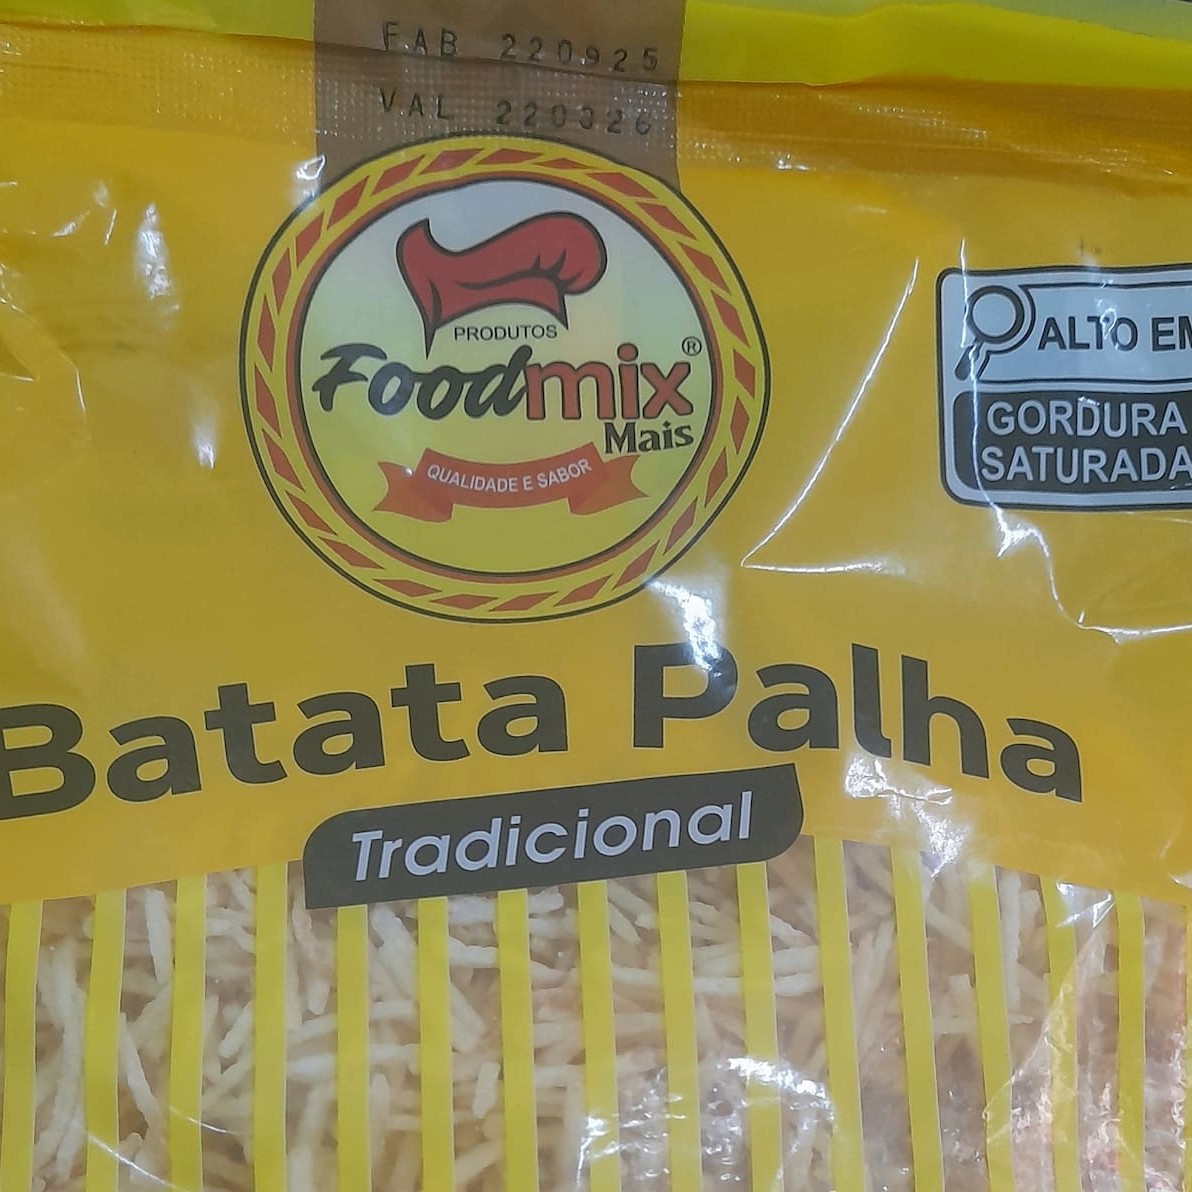 FAB 220925
VAL 220326
PRODUTOS
Foodmix®
Mais
QUALIDADE E SABOR
ALTO EM
GORDURA
SATURADA
Batata Palha
Tradicional